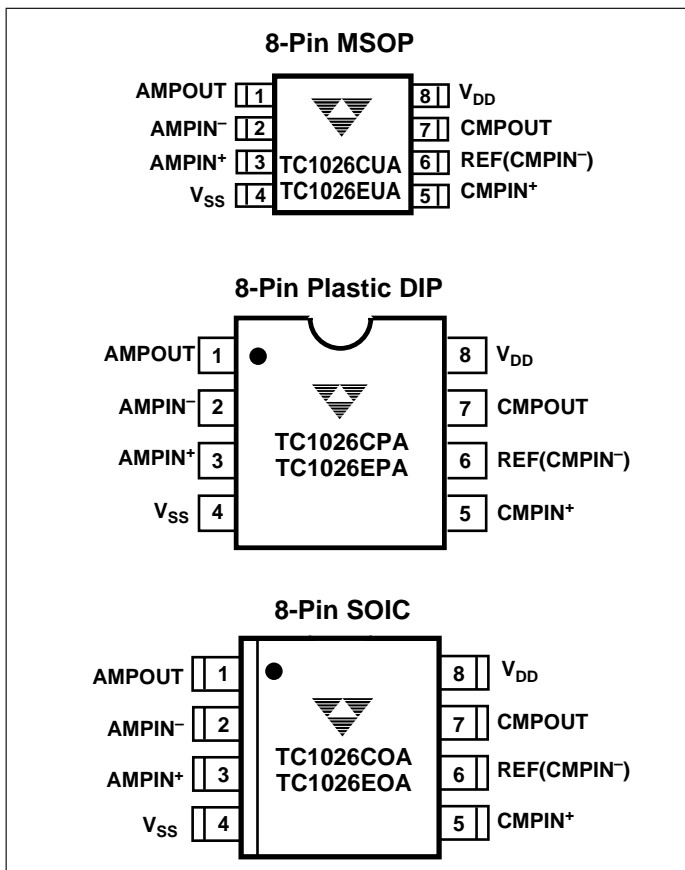 8-Pin MSOP
AMPOUT 1 8 V_DD
AMPIN⁻ 2 7 CMPOUT
AMPIN⁺ 3 TC1026CUA 6 REF(CMPIN⁻)
V_SS 4 TC1026EUA 5 CMPIN⁺
8-Pin Plastic DIP
AMPOUT 1 8 V_DD
AMPIN⁻ 2 7 CMPOUT
TC1026CPA
AMPIN⁺ 3 TC1026EPA 6 REF(CMPIN⁻)
V_SS 4 5 CMPIN⁺
8-Pin SOIC
AMPOUT 1 8 V_DD
AMPIN⁻ 2 7 CMPOUT
TC1026COA
AMPIN⁺ 3 TC1026EOA 6 REF(CMPIN⁻)
V_SS 4 5 CMPIN⁺